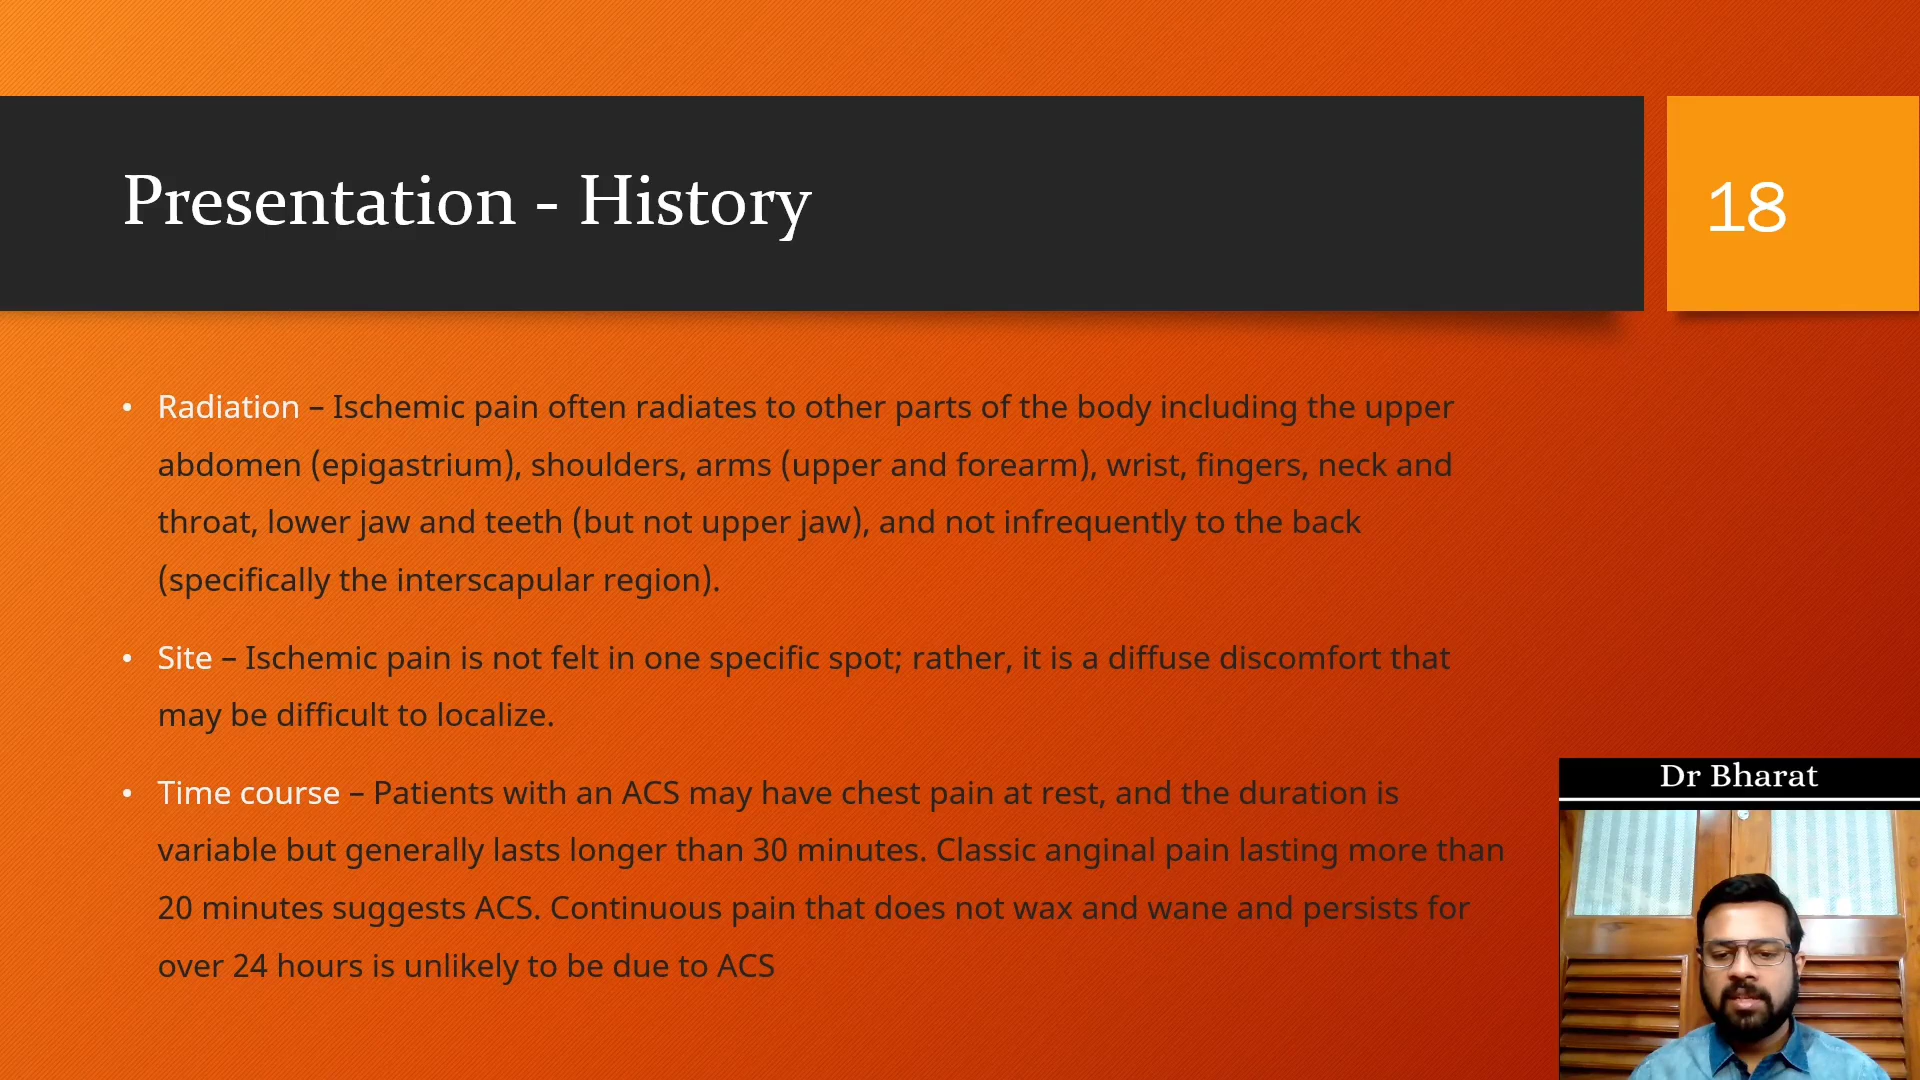 Presentation - History
18
• Radiation – Ischemic pain often radiates to other parts of the body including the upper
abdomen (epigastrium), shoulders, arms (upper and forearm), wrist, fingers, neck and
throat, lower jaw and teeth (but not upper jaw), and not infrequently to the back
(specifically the interscapular region).
• Site – Ischemic pain is not felt in one specific spot; rather, it is a diffuse discomfort that
may be difficult to localize.
• Time course – Patients with an ACS may have chest pain at rest, and the duration is
variable but generally lasts longer than 30 minutes. Classic anginal pain lasting more than
20 minutes suggests ACS. Continuous pain that does not wax and wane and persists for
over 24 hours is unlikely to be due to ACS
Dr Bharat